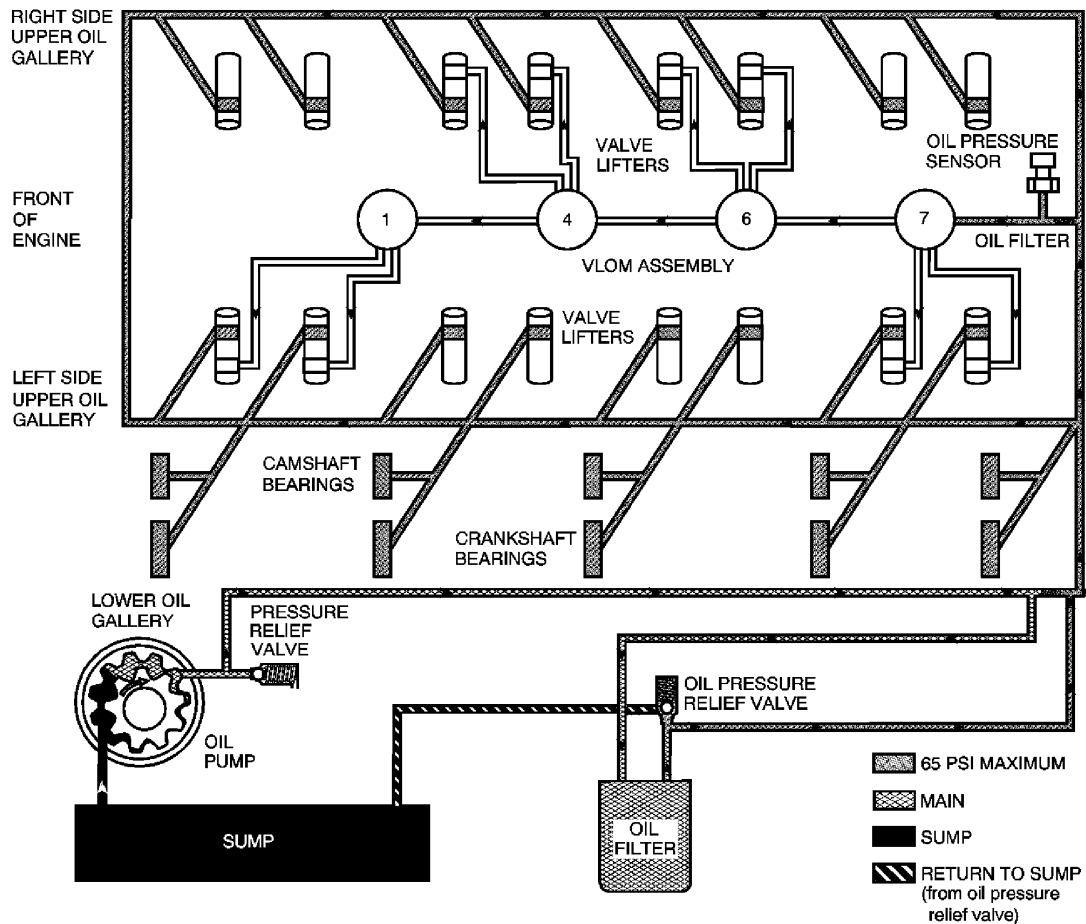 RIGHT SIDE
UPPER OIL
GALLERY
VALVE
LIFTERS
OIL PRESSURE
SENSOR
FRONT
OF
ENGINE
1
4
6
7
OIL FILTER
VLOM ASSEMBLY
VALVE
LIFTERS
LEFT SIDE
UPPER OIL
GALLERY
CAMSHAFT
BEARINGS
CRANKSHAFT
BEARINGS
LOWER OIL
GALLERY
PRESSURE
RELIEF
VALVE
OIL PRESSURE
RELIEF VALVE
OIL
PUMP
SUMP
OIL
FILTER
65 PSI MAXIMUM
MAIN
SUMP
RETURN TO SUMP
(from oil pressure
relief valve)